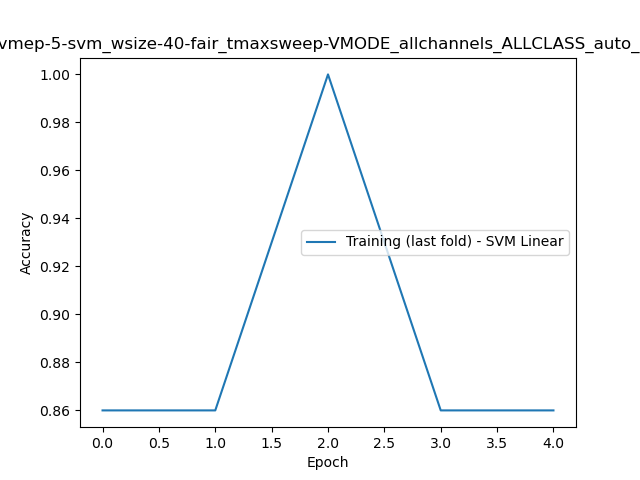 vmep-5-svm_wsize-40-fair_tmaxsweep-VMODE_allchannels_ALLCLASS_auto_
1.00
0.98
0.96
0.94
0.92
0.90
0.88
0.86
Accuracy
Training (last fold) - SVM Linear
0.0 0.5 1.0 1.5 2.0 2.5 3.0 3.5 4.0
Epoch